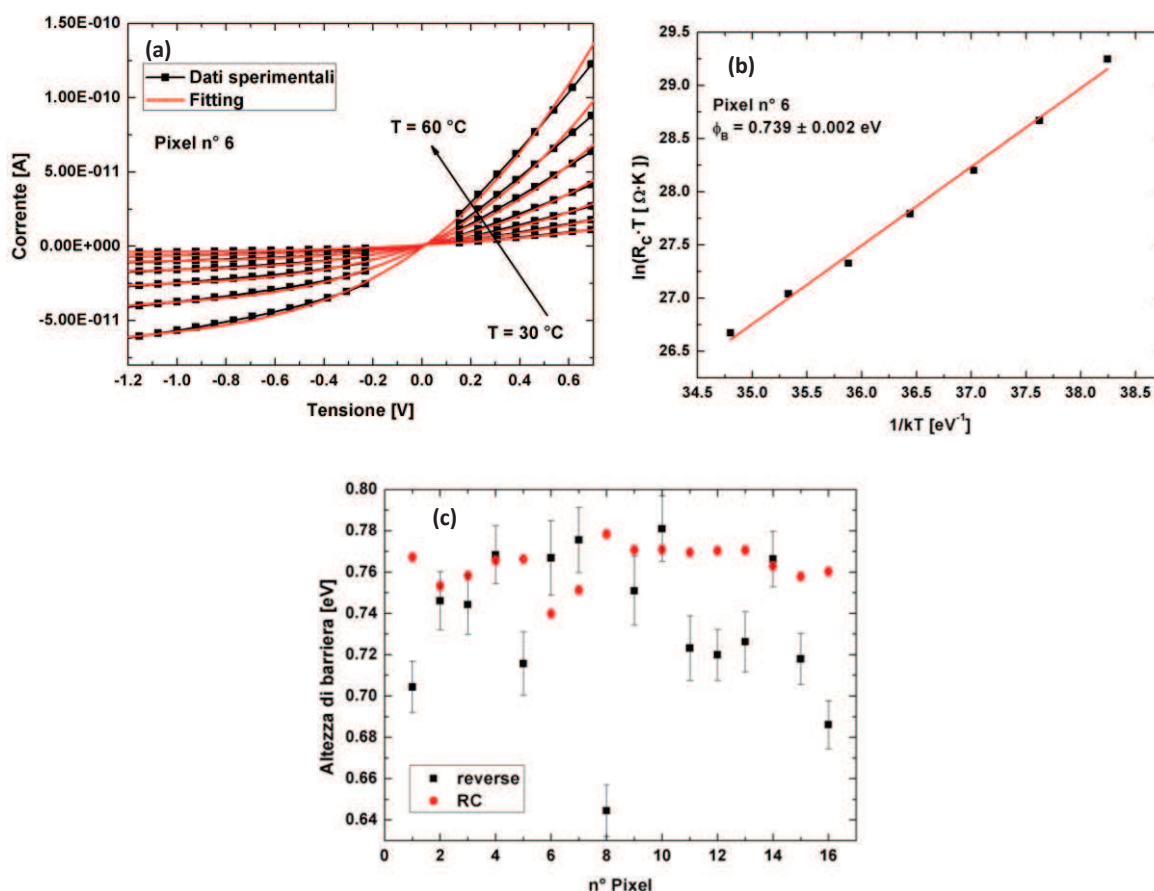 (a)
Dati sperimentali
Fitting
Pixel n° 6
T = 60 °C
T = 30 °C
1.50E-010
1.00E-010
5.00E-011
0.00E+000
-5.00E-011
Corrente [A]
-1.2 -1.0 -0.8 -0.6 -0.4 -0.2 0.0 0.2 0.4 0.6
Tensione [V]
(b)
Pixel n° 6
ϕB = 0.739 ± 0.002 eV
29.5
29.0
28.5
28.0
27.5
27.0
26.5
ln(RC·T [Ω·K])
34.5 35.0 35.5 36.0 36.5 37.0 37.5 38.0 38.5
1/kT [eV⁻¹]
(c)
0.80
0.78
0.76
0.74
0.72
0.70
0.68
0.66
0.64
Altezza di barriera [eV]
reverse
RC
0 2 4 6 8 10 12 14 16
n° Pixel